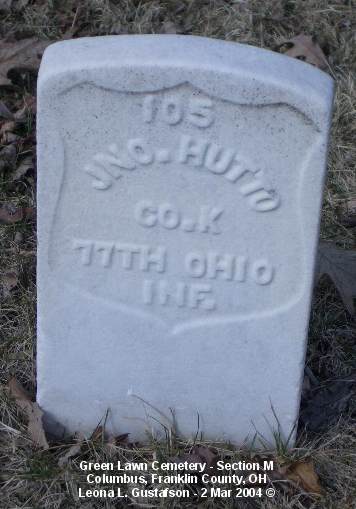 105
JNO. HUTTO
CO.K
77TH OHIO
INF.
Green Lawn Cemetery - Section M
Columbus, Franklin County, OH
Leona L. Gustafson - 2 Mar 2004 ©